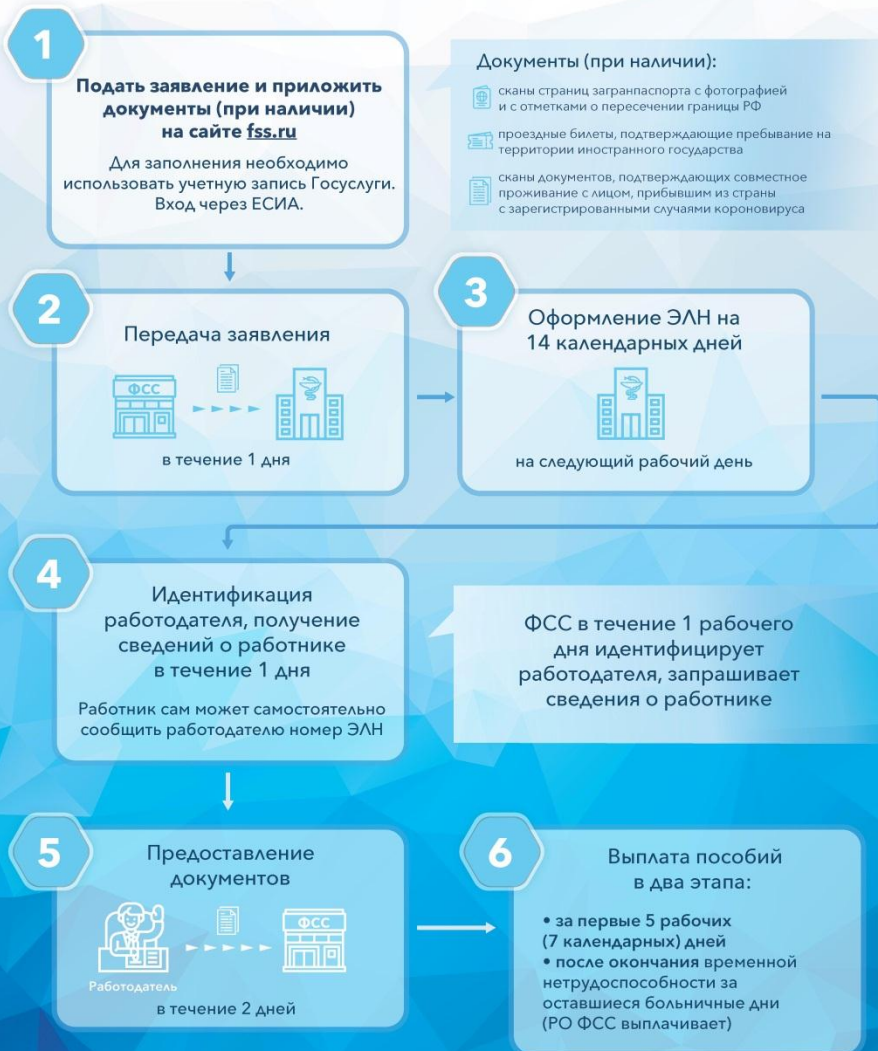 1
Подать заявление и приложить
документы (при наличии)
на сайте fss.ru
Для заполнения необходимо
использовать учетную запись Госуслуги.
Вход через ЕСИА.
Документы (при наличии):
сканы страниц загранпаспорта с фотографией
и с отметками о пересечении границы РФ
проездные билеты, подтверждающие пребывание на
территории иностранного государства
сканы документов, подтверждающих совместное
проживание с лицом, прибывшим из страны
с зарегистрированными случаями короновируса
2
Передача заявления
ФСС
в течение 1 дня
3
Оформление ЭЛН на
14 календарных дней
на следующий рабочий день
4
Идентификация
работодателя, получение
сведений о работнике
в течение 1 дня
Работник сам может самостоятельно
сообщить работодателю номер ЭЛН
ФСС в течение 1 рабочего
дня идентифицирует
работодателя, запрашивает
сведения о работнике
5
Предоставление
документов
ФСС
Работодатель
в течение 2 дней
6
Выплата пособий
в два этапа:
• за первые 5 рабочих
(7 календарных) дней
• после окончания временной
нетрудоспособности за
оставшиеся больничные дни
(РО ФСС выплачивает)